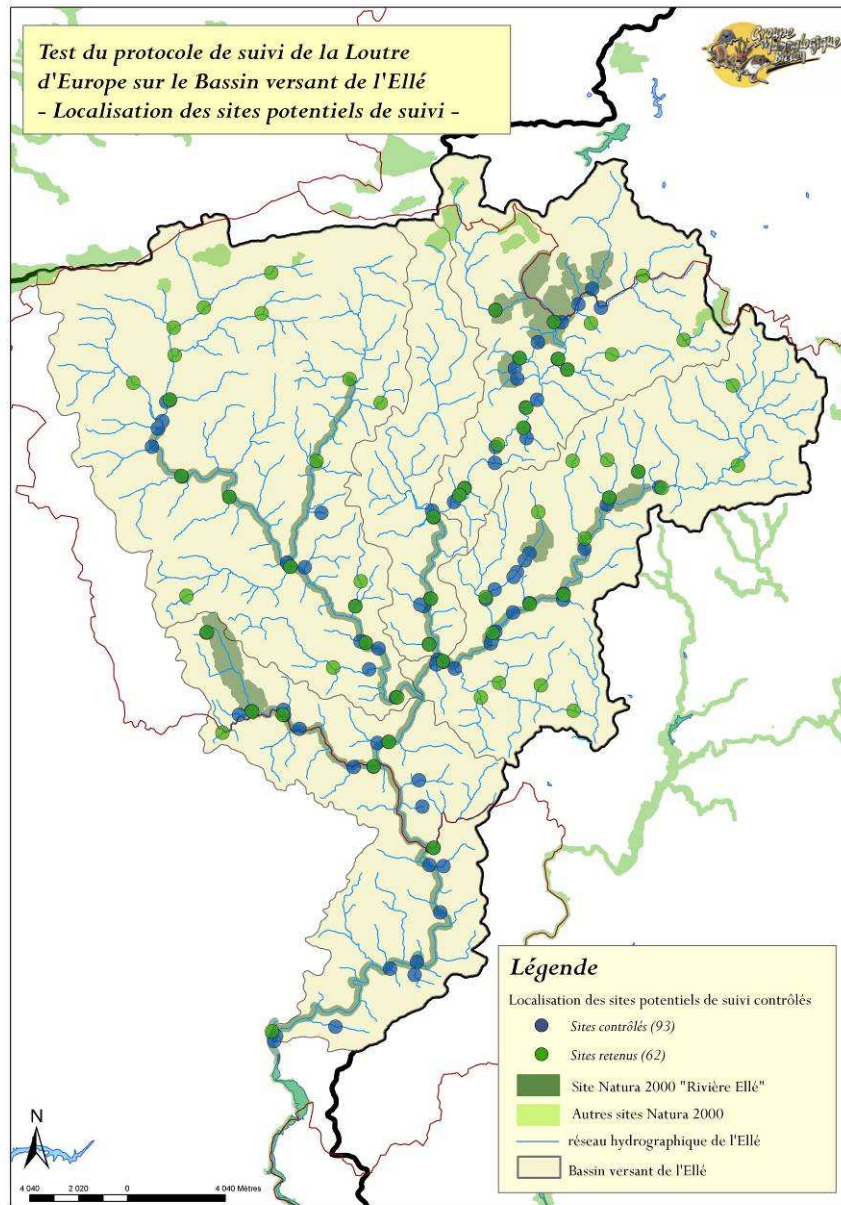 Test du protocole de suivi de la Loutre
d'Europe sur le Bassin versant de l'Ellé
- Localisation des sites potentiels de suivi -
Groupe
Mammalogique
Breton
Légende
Localisation des sites potentiels de suivi contrôlés
Sites contrôlés (93)
Sites retenus (62)
Site Natura 2000 "Rivière Ellé"
Autres sites Natura 2000
réseau hydrographique de l'Ellé
Bassin versant de l'Ellé
N
4 040 2 020 0 4 040 Mètres